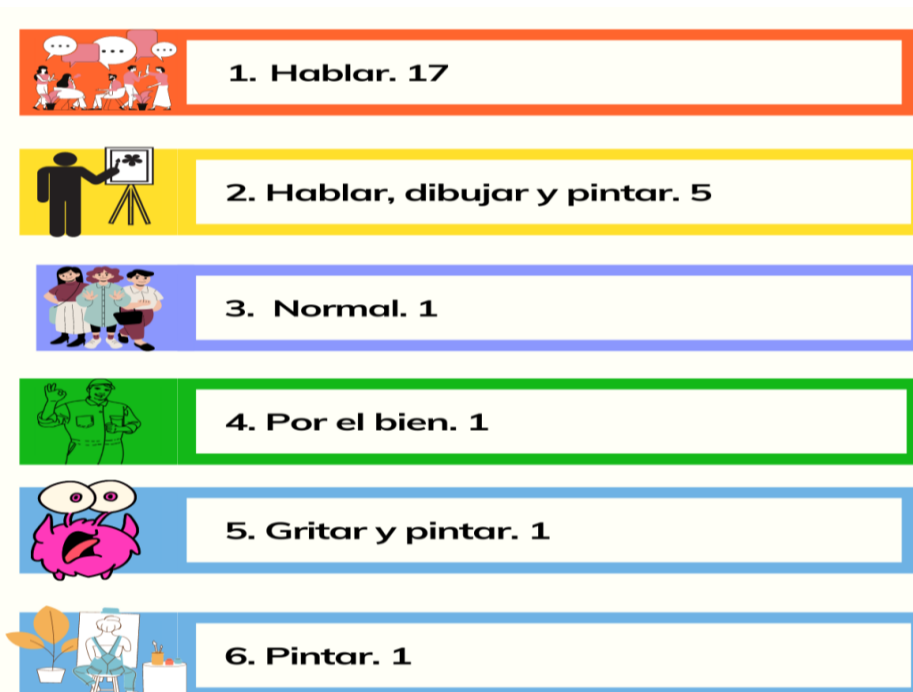 1. Hablar. 17
2. Hablar, dibujar y pintar. 5
3. Normal. 1
4. Por el bien. 1
5. Gritar y pintar. 1
6. Pintar. 1